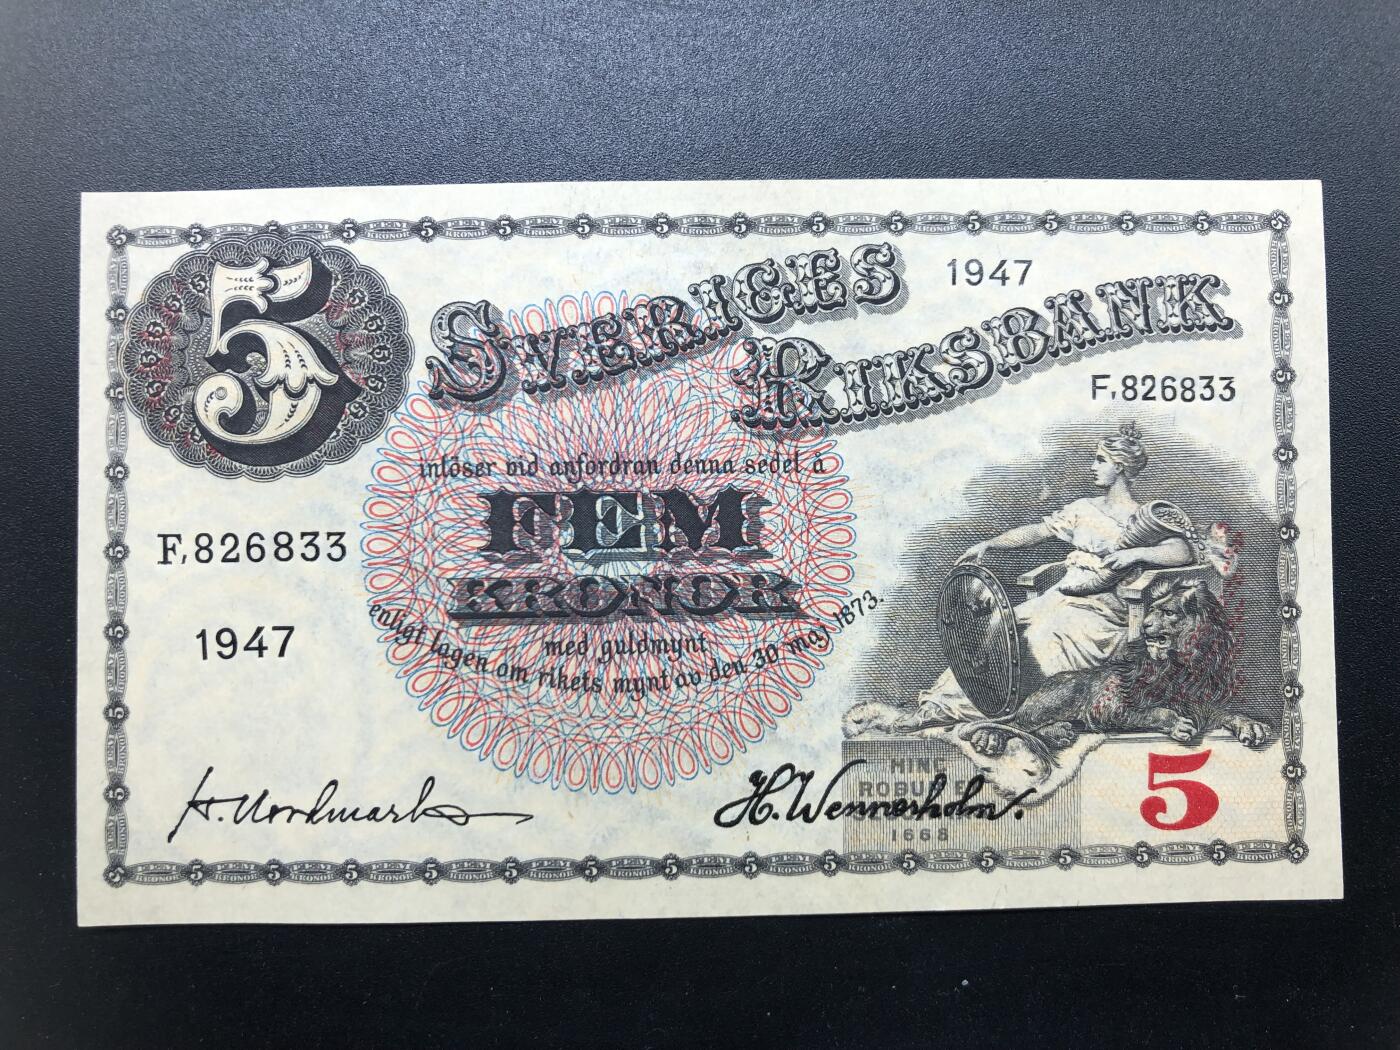 5
SVERIGES
1947
RIKSBANK
F,826833
inlöser vid anfordran denna sedel å
FEM
F,826833
KRONOR
1947
med guldmynt
enligt lagen om rikets mynt av den 30 maj 1873.
H. Wennerholm.
HINC
1668
5